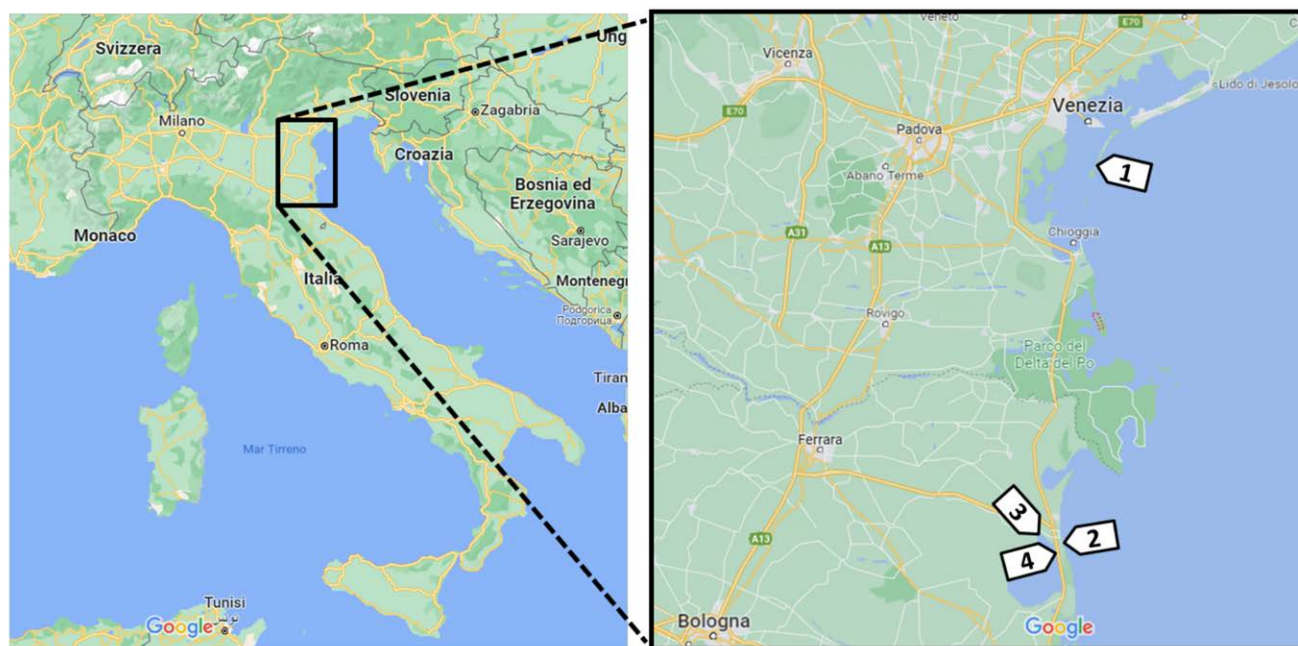 Svizzera
Ung
Slovenia
Milano
Zagabria
Croazia
Bosnia ed
Erzegovina
Monaco
Sarajevo
Italia
Montenegr
Podgorica
Подгорица
Roma
Tiran
Alba
Mar Tirreno
Tunisi
تونس
Google
Veneto
E70
Vicenza
Lido di Jesolo
Venezia
E70
Padova
Abano Terme
1
A31
A13
Chioggia
Rovigo
Parco del
Delta del Po
Ferrara
3
2
A13
4
Bologna
Google